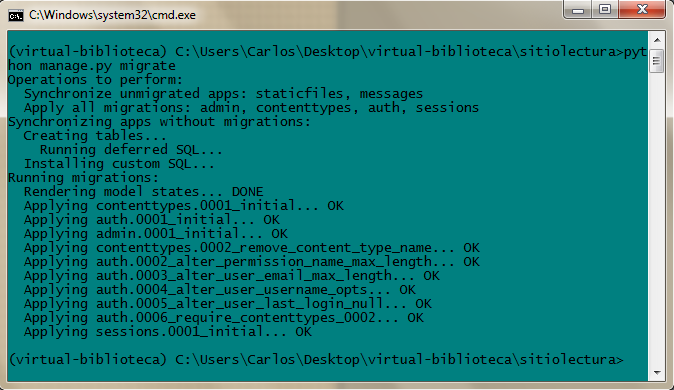 C:\Windows\system32\cmd.exe
(virtual-biblioteca) C:\Users\Carlos\Desktop\virtual-biblioteca\sitiolectura>pyt
hon manage.py migrate
Operations to perform:
  Synchronize unmigrated apps: staticfiles, messages
  Apply all migrations: admin, contenttypes, auth, sessions
Synchronizing apps without migrations:
  Creating tables...
    Running deferred SQL...
  Installing custom SQL...
Running migrations:
  Rendering model states... DONE
  Applying contenttypes.0001_initial... OK
  Applying auth.0001_initial... OK
  Applying admin.0001_initial... OK
  Applying contenttypes.0002_remove_content_type_name... OK
  Applying auth.0002_alter_permission_name_max_length... OK
  Applying auth.0003_alter_user_email_max_length... OK
  Applying auth.0004_alter_user_username_opts... OK
  Applying auth.0005_alter_user_last_login_null... OK
  Applying auth.0006_require_contenttypes_0002... OK
  Applying sessions.0001_initial... OK
(virtual-biblioteca) C:\Users\Carlos\Desktop\virtual-biblioteca\sitiolectura>